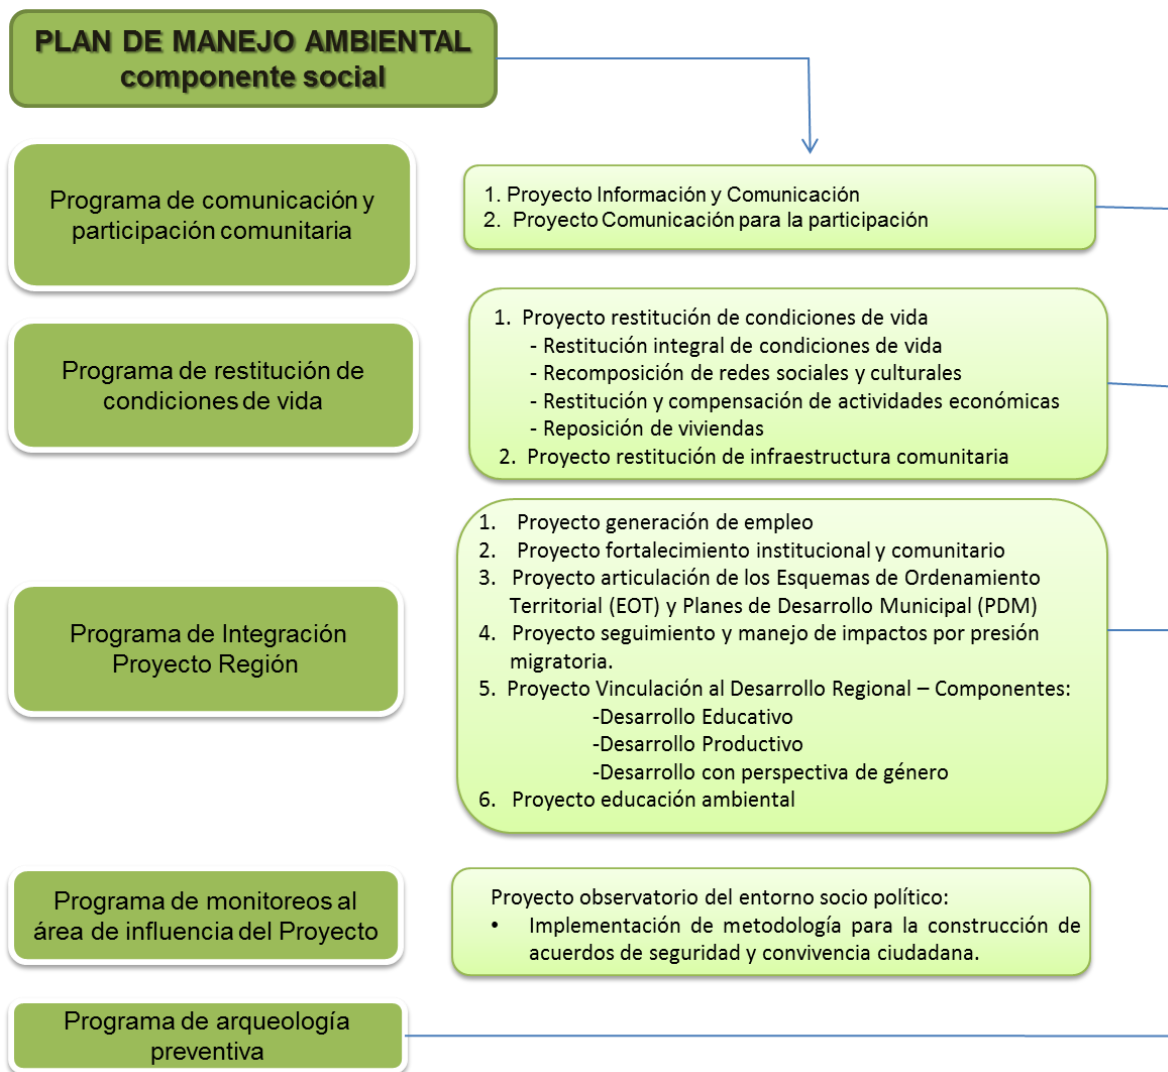 PLAN DE MANEJO AMBIENTAL
componente social
Programa de comunicación y
participación comunitaria
1. Proyecto Información y Comunicación
2. Proyecto Comunicación para la participación
Programa de restitución de
condiciones de vida
1. Proyecto restitución de condiciones de vida
- Restitución integral de condiciones de vida
- Recomposición de redes sociales y culturales
- Restitución y compensación de actividades económicas
- Reposición de viviendas
2. Proyecto restitución de infraestructura comunitaria
Programa de Integración
Proyecto Región
1. Proyecto generación de empleo
2. Proyecto fortalecimiento institucional y comunitario
3. Proyecto articulación de los Esquemas de Ordenamiento
Territorial (EOT) y Planes de Desarrollo Municipal (PDM)
4. Proyecto seguimiento y manejo de impactos por presión
migratoria.
5. Proyecto Vinculación al Desarrollo Regional – Componentes:
-Desarrollo Educativo
-Desarrollo Productivo
-Desarrollo con perspectiva de género
6. Proyecto educación ambiental
Programa de monitoreos al
área de influencia del Proyecto
Proyecto observatorio del entorno socio político:
• Implementación de metodología para la construcción de
acuerdos de seguridad y convivencia ciudadana.
Programa de arqueología
preventiva